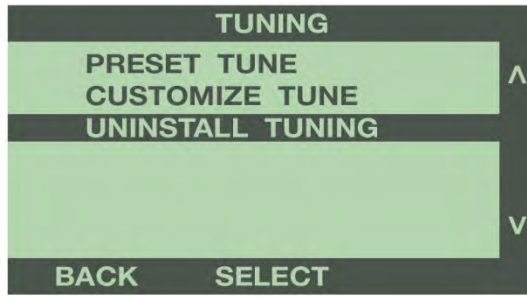 TUNING
PRESET TUNE
CUSTOMIZE TUNE
UNINSTALL TUNING
BACK SELECT